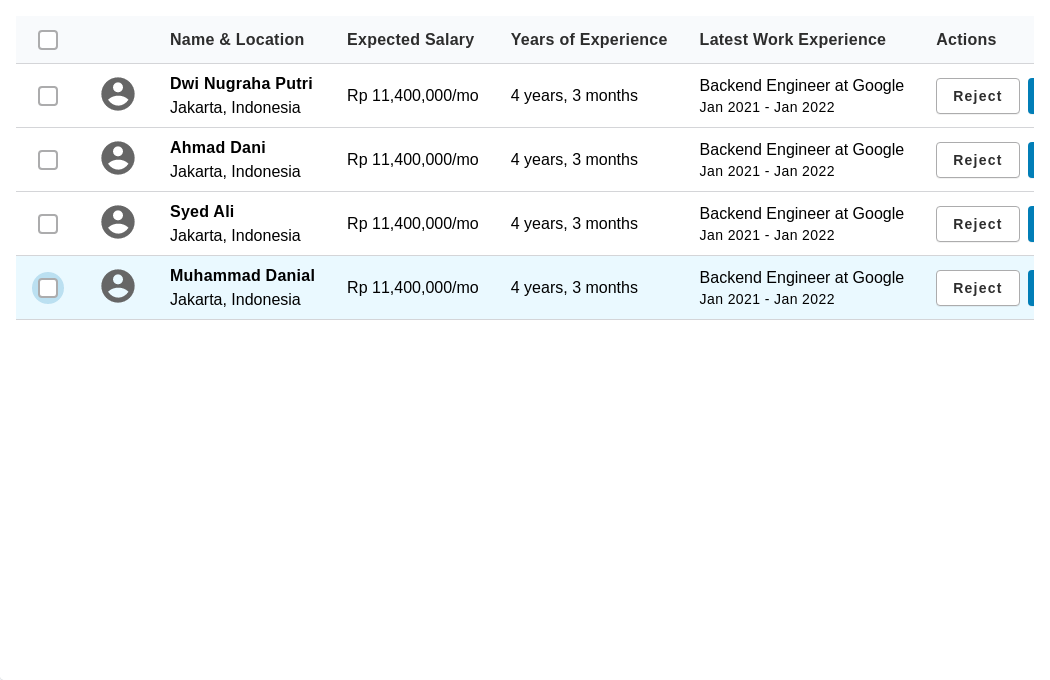 Name & Location Expected Salary Years of Experience Latest Work Experience Actions
Dwi Nugraha Putri
Jakarta, Indonesia
Rp 11,400,000/mo
4 years, 3 months
Backend Engineer at Google
Jan 2021 - Jan 2022
Reject
Ahmad Dani
Jakarta, Indonesia
Rp 11,400,000/mo
4 years, 3 months
Backend Engineer at Google
Jan 2021 - Jan 2022
Reject
Syed Ali
Jakarta, Indonesia
Rp 11,400,000/mo
4 years, 3 months
Backend Engineer at Google
Jan 2021 - Jan 2022
Reject
Muhammad Danial
Jakarta, Indonesia
Rp 11,400,000/mo
4 years, 3 months
Backend Engineer at Google
Jan 2021 - Jan 2022
Reject